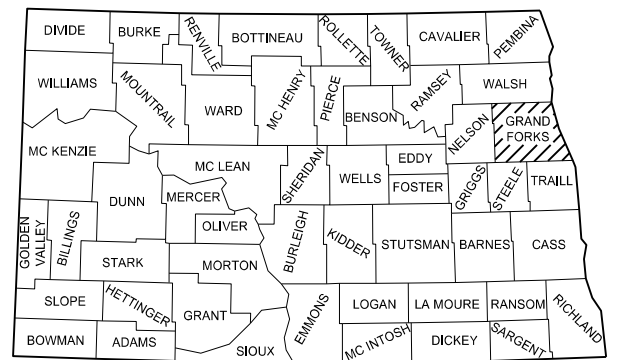 DIVIDE
BURKE
RENVILLE
BOTTINEAU
ROLLETTE
TOWNER
CAVALIER
PEMBINA
WILLIAMS
MOUNTRAIL
WARD
MC HENRY
PIERCE
BENSON
RAMSEY
WALSH
NELSON
GRAND
FORKS
MC KENZIE
MC LEAN
SHERIDAN
WELLS
EDDY
FOSTER
GRIGGS
STEELE
TRAILL
DUNN
MERCER
OLIVER
GOLDEN
VALLEY
BILLINGS
STARK
MORTON
BURLEIGH
KIDDER
STUTSMAN
BARNES
CASS
SLOPE
HETTINGER
GRANT
EMMONS
LOGAN
LA MOURE
RANSOM
RICHLAND
BOWMAN
ADAMS
SIOUX
MC INTOSH
DICKEY
SARGENT